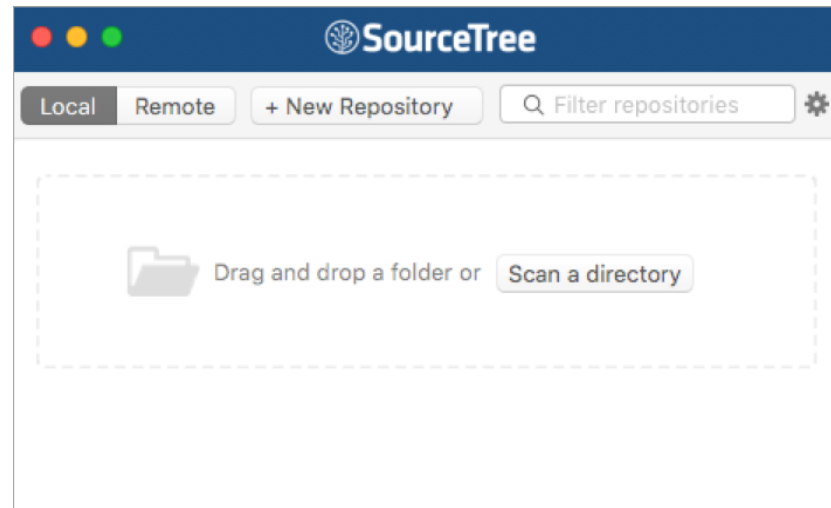 SourceTree
Local Remote + New Repository Filter repositories
Drag and drop a folder or Scan a directory